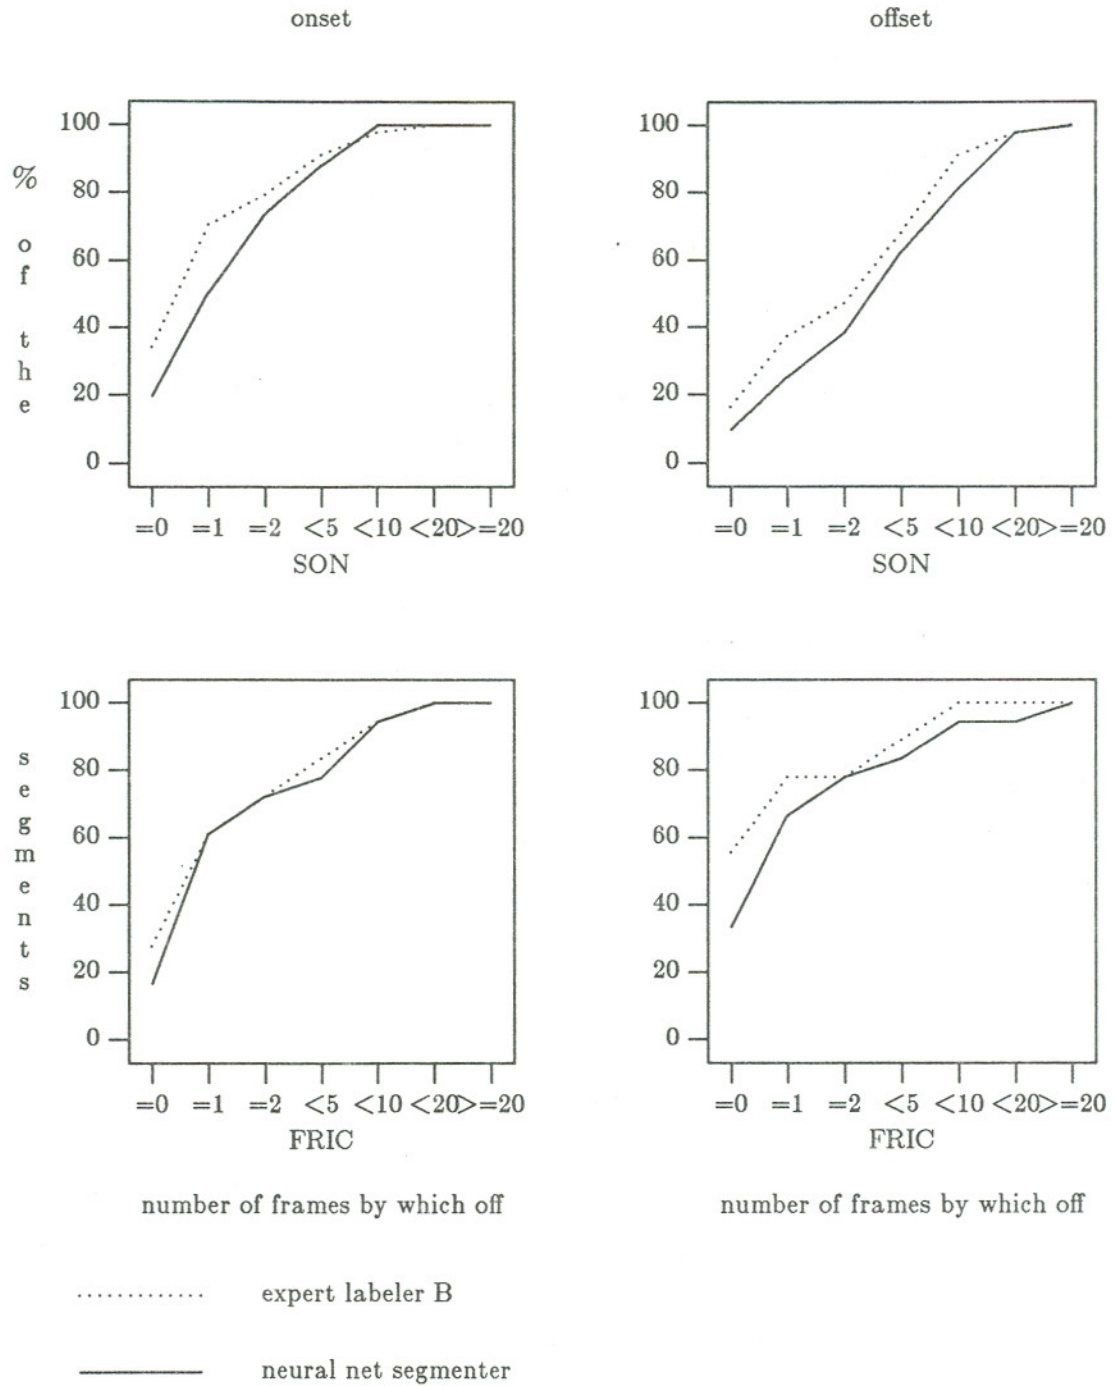 onset
offset
% of the segments
100
80
60
40
20
0
=0 =1 =2 <5 <10 <20 >=20
SON
100
80
60
40
20
0
=0 =1 =2 <5 <10 <20 >=20
SON
100
80
60
40
20
0
=0 =1 =2 <5 <10 <20 >=20
FRIC
number of frames by which off
100
80
60
40
20
0
=0 =1 =2 <5 <10 <20 >=20
FRIC
number of frames by which off
expert labeler B
neural net segmenter